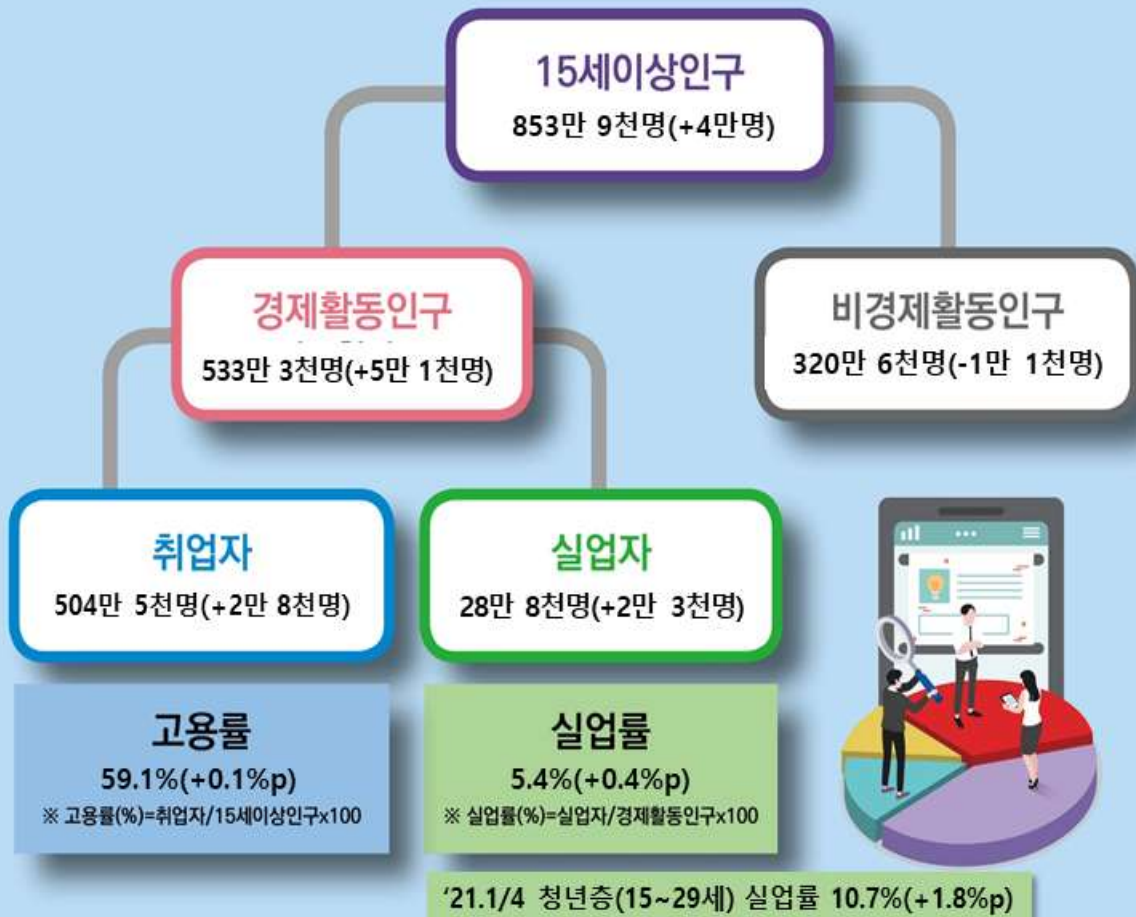 15세이상인구
853만 9천명(+4만명)
경제활동인구
533만 3천명(+5만 1천명)
비경제활동인구
320만 6천명(-1만 1천명)
취업자
504만 5천명(+2만 8천명)
실업자
28만 8천명(+2만 3천명)
고용률
59.1%(+0.1%p)
※ 고용률(%)=취업자/15세이상인구x100
실업률
5.4%(+0.4%p)
※ 실업률(%)=실업자/경제활동인구x100
‘21.1/4 청년층(15~29세) 실업률 10.7%(+1.8%p)